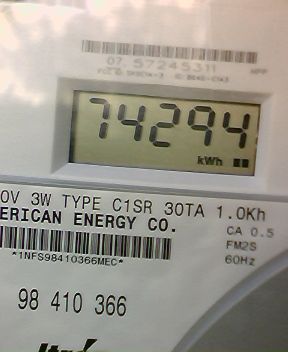 07 57245311
74294
kWh
0V 3W TYPE C1SR 30TA 1.0Kh
ERICAN ENERGY CO.
CA 0.5
FM2S
*1NFS98410366MEC*
60Hz
98 410 366